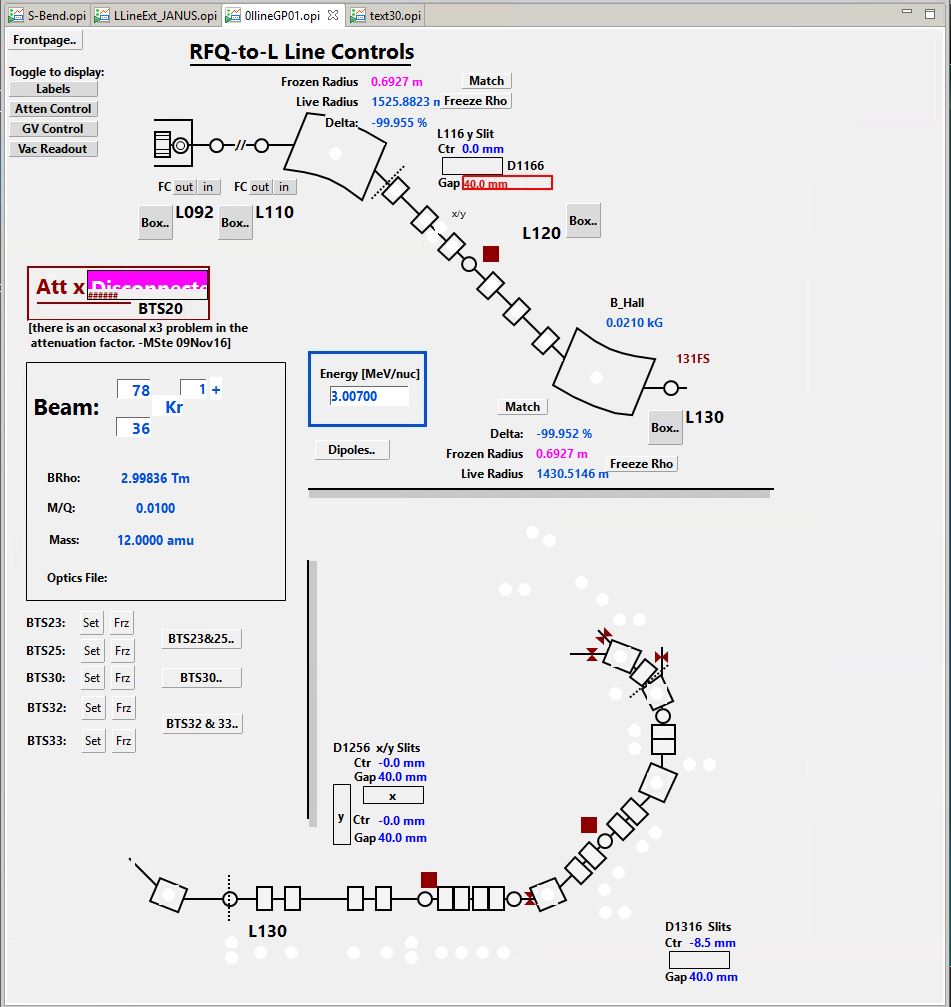 S-Bend.opi LLineExt_JANUS.opi 0llineGP01.opi text30.opi
Frontpage..
RFQ-to-L Line Controls
Toggle to display:
Labels
Atten Control
GV Control
Vac Readout
Frozen Radius 0.6927 m Match
Live Radius 1525.8823 m Freeze Rho
Delta: -99.955 %
L116 y Slit
Ctr 0.0 mm
D1166
Gap 40.0 mm
FC out in FC out in
Box.. L092 Box.. L110
x/y
L120 Box..
Att x Disconnecte
######
BTS20
[there is an occasonal x3 problem in the
attenuation factor. -MSte 09Nov16]
B_Hall
0.0210 kG
131FS
Energy [MeV/nuc]
3.00700
Dipoles..
Match
Box.. L130
Delta: -99.952 %
Frozen Radius 0.6927 m
Live Radius 1430.5146 m Freeze Rho
Beam: 78 1 +
Kr
36
BRho: 2.99836 Tm
M/Q: 0.0100
Mass: 12.0000 amu
Optics File:
BTS23: Set Frz
BTS23&25..
BTS25: Set Frz
BTS30: Set Frz BTS30..
BTS32: Set Frz
BTS32 & 33..
BTS33: Set Frz
D1256 x/y Slits
Ctr -0.0 mm
Gap 40.0 mm
x
y Ctr -0.0 mm
Gap 40.0 mm
L130
D1316 Slits
Ctr -8.5 mm
Gap 40.0 mm